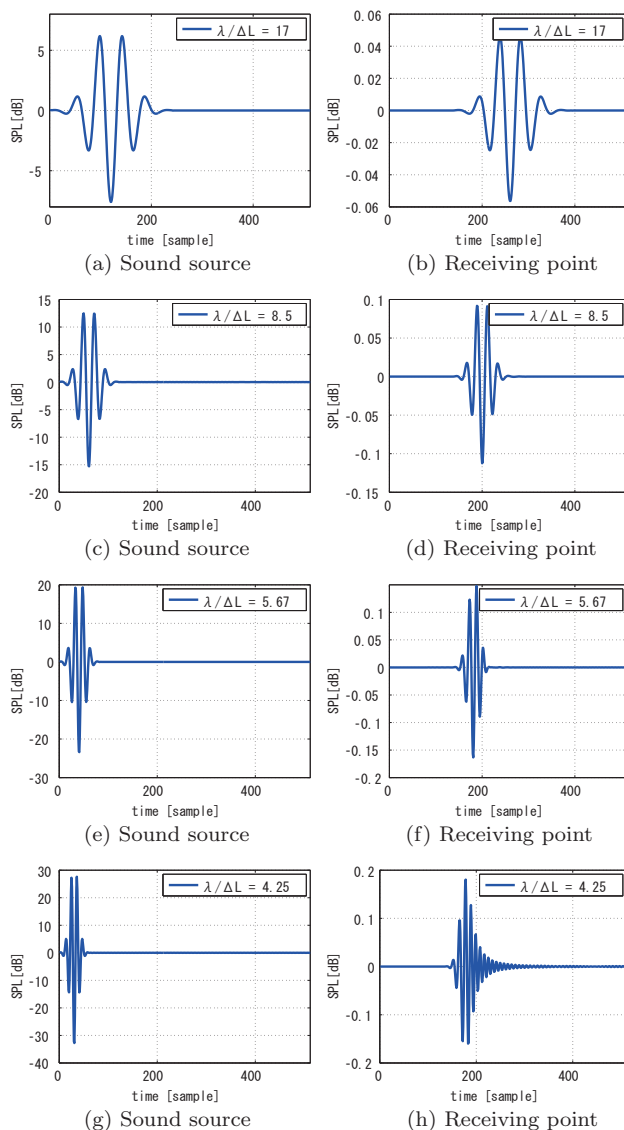 λ/ΔL = 17
5
0
-5
SPL[dB]
0 200 400
time [sample]
(a) Sound source
λ/ΔL = 17
0.06
0.04
0.02
0
-0.02
-0.04
-0.06
SPL[dB]
0 200 400
time [sample]
(b) Receiving point
λ/ΔL = 8.5
15
10
5
0
-5
-10
-15
-20
SPL[dB]
0 200 400
time [sample]
(c) Sound source
λ/ΔL = 8.5
0.1
0.05
0
-0.05
-0.1
-0.15
SPL[dB]
0 200 400
time [sample]
(d) Receiving point
λ/ΔL = 5.67
20
10
0
-10
-20
-30
SPL[dB]
0 200 400
time [sample]
(e) Sound source
λ/ΔL = 5.67
0.1
0.05
0
-0.05
-0.1
-0.15
-0.2
SPL[dB]
0 200 400
time [sample]
(f) Receiving point
λ/ΔL = 4.25
30
20
10
0
-10
-20
-30
-40
SPL[dB]
0 200 400
time [sample]
(g) Sound source
λ/ΔL = 4.25
0.2
0.1
0
-0.1
-0.2
SPL[dB]
0 200 400
time [sample]
(h) Receiving point